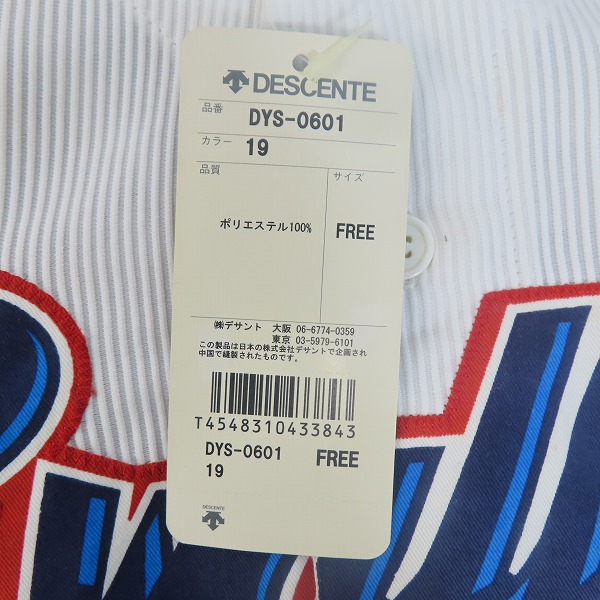 DESCENTE
品番 DYS-0601
カラー 19
品質 サイズ
ポリエステル100% FREE
㈱デサント 大阪 06-6774-0359
東京 03-5979-6101
この製品は日本の株式会社デサントで企画され
中国で縫製されたものです。
T4548310433843
DYS-0601 FREE
19
DESCENTE